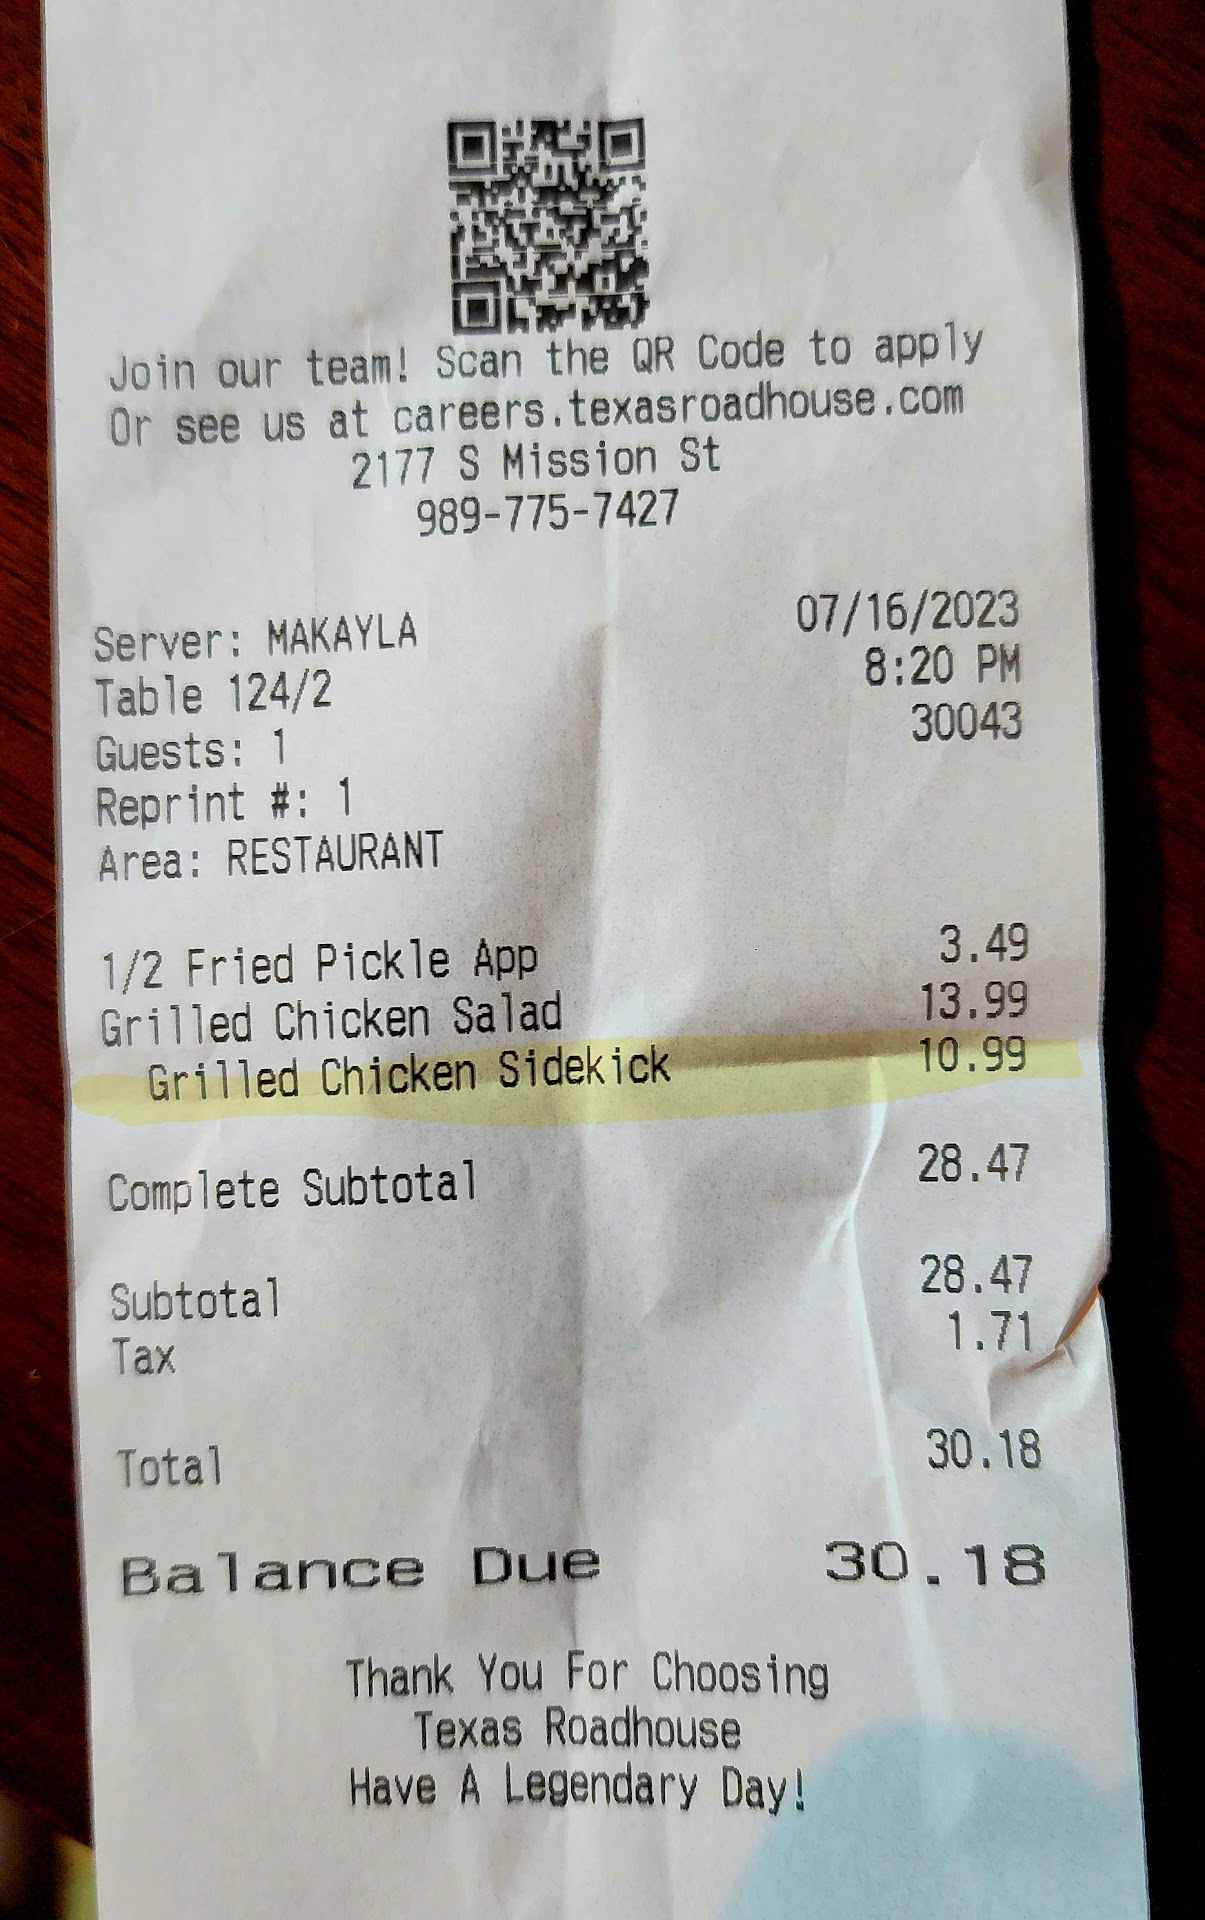 Join our team! Scan the QR Code to apply
Or see us at careers.texasroadhouse.com
2177 S Mission St
989-775-7427
Server: MAKAYLA 07/16/2023
Table 124/2 8:20 PM
Guests: 1 30043
Reprint #: 1
Area: RESTAURANT
1/2 Fried Pickle App 3.49
Grilled Chicken Salad 13.99
Grilled Chicken Sidekick 10.99
Complete Subtotal 28.47
Subtotal 28.47
Tax 1.71
Total 30.18
Balance Due 30.18
Thank You For Choosing
Texas Roadhouse
Have A Legendary Day!